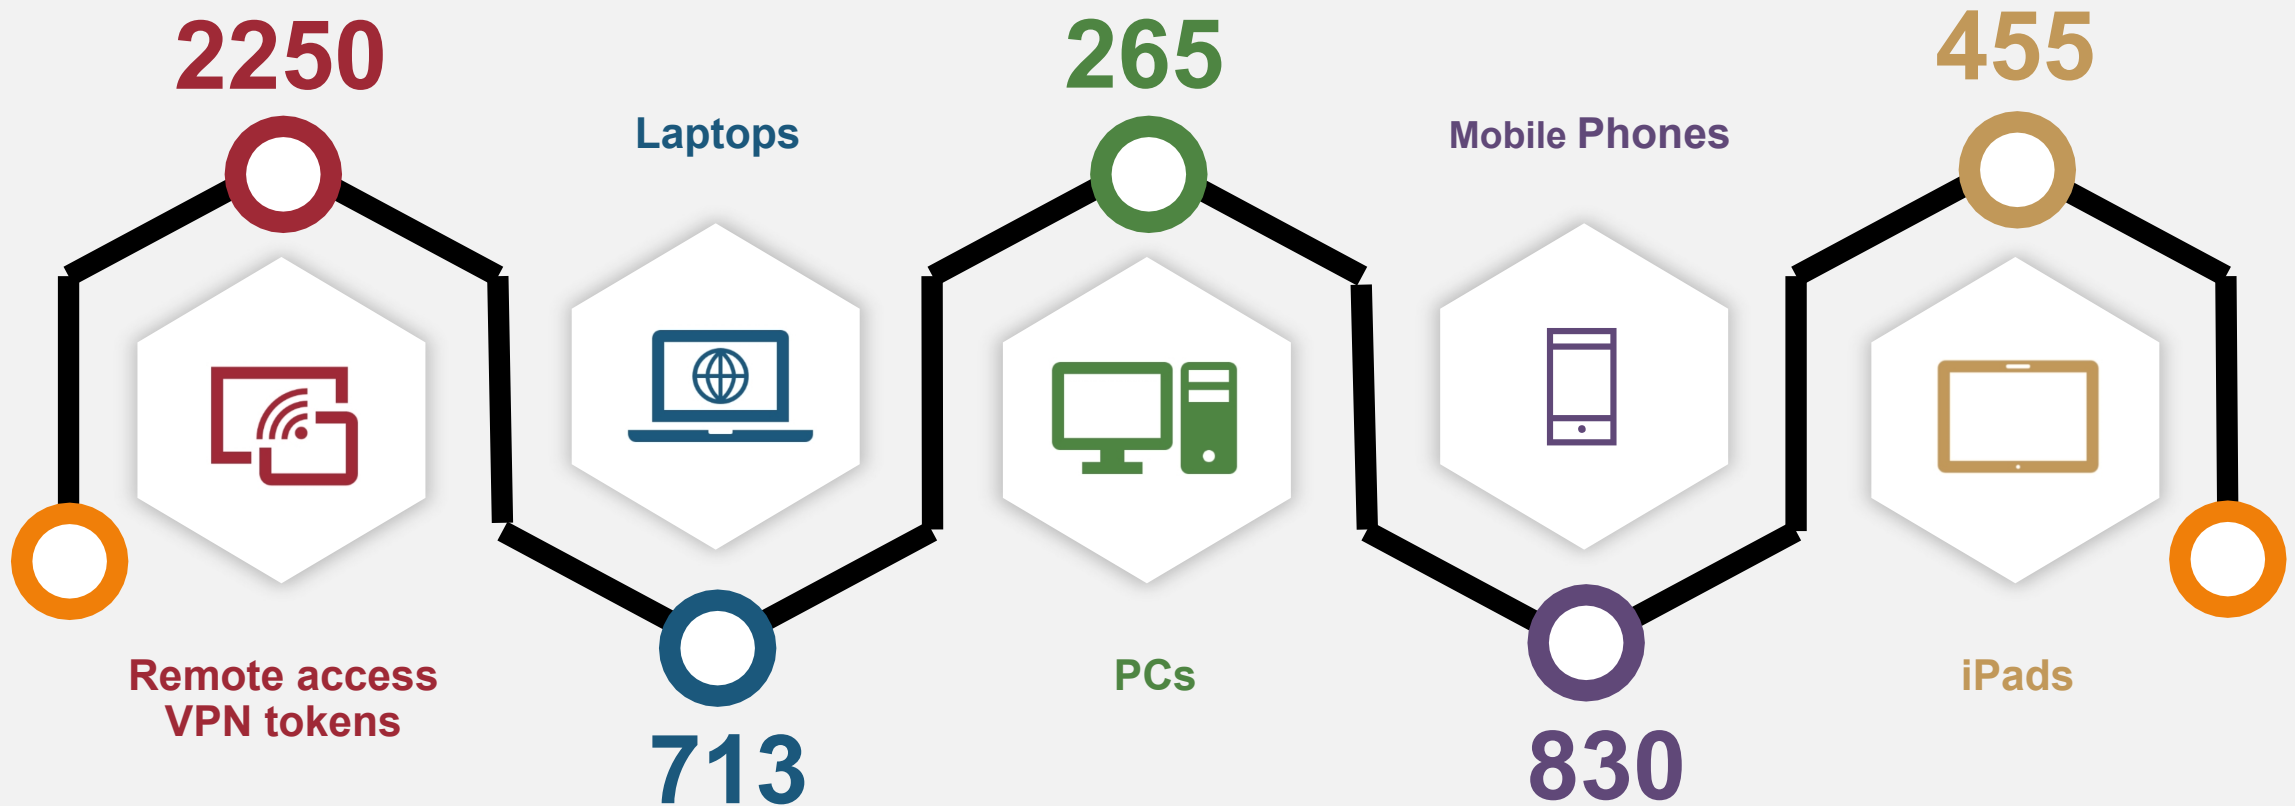 2250
Remote access
VPN tokens
Laptops
713
265
PCs
Mobile Phones
830
455
iPads